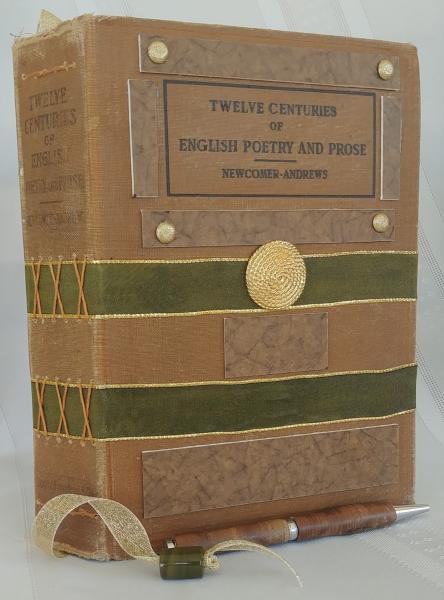 TWELVE
CENTURIES
OF
ENGLISH
POETRY AND PROSE
TWELVE CENTURIES
OF
ENGLISH POETRY AND PROSE
NEWCOMER-ANDREWS